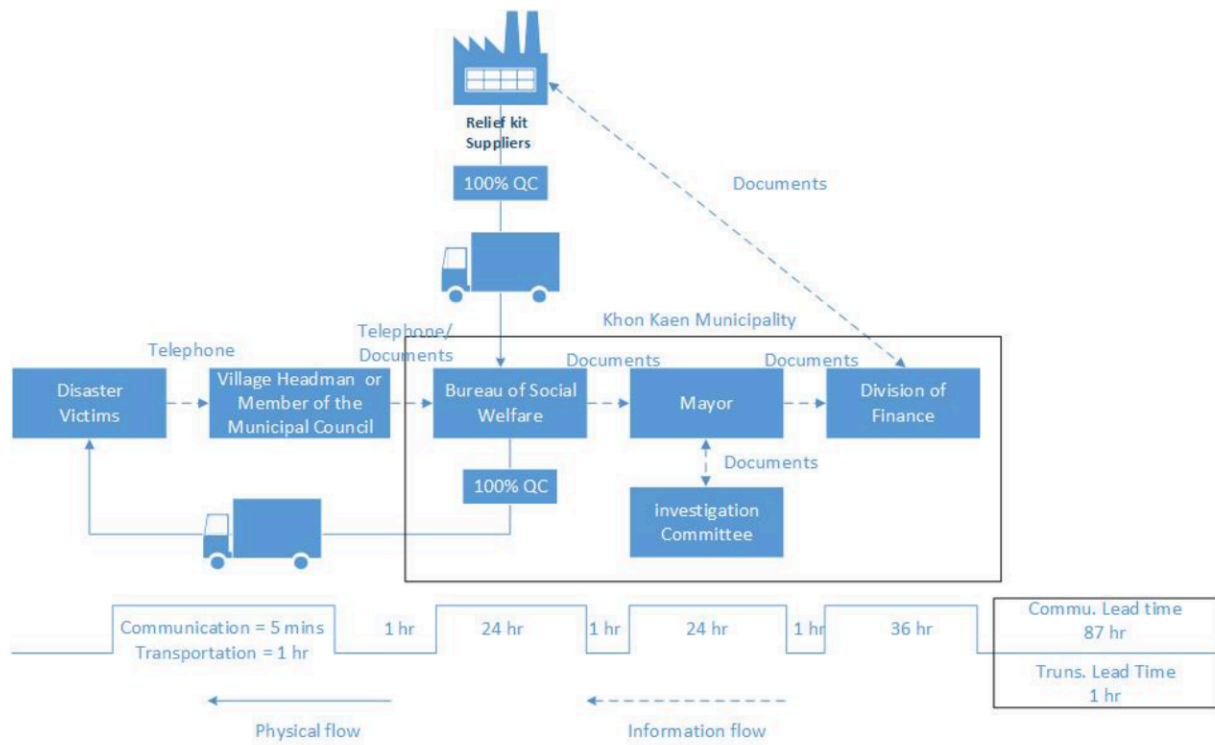 Relief kit
Suppliers
100% QC
Documents
Khon Kaen Municipality
Telephone
Telephone/
Documents
Documents
Documents
Disaster
Victims
Village Headman or
Member of the
Municipal Council
Bureau of Social
Welfare
Mayor
Division of
Finance
100% QC
Documents
investigation
Committee
Communication = 5 mins
Transportation = 1 hr
1 hr
24 hr
1 hr
24 hr
1 hr
36 hr
Commu. Lead time
87 hr
Truns. Lead Time
1 hr
Physical flow
Information flow